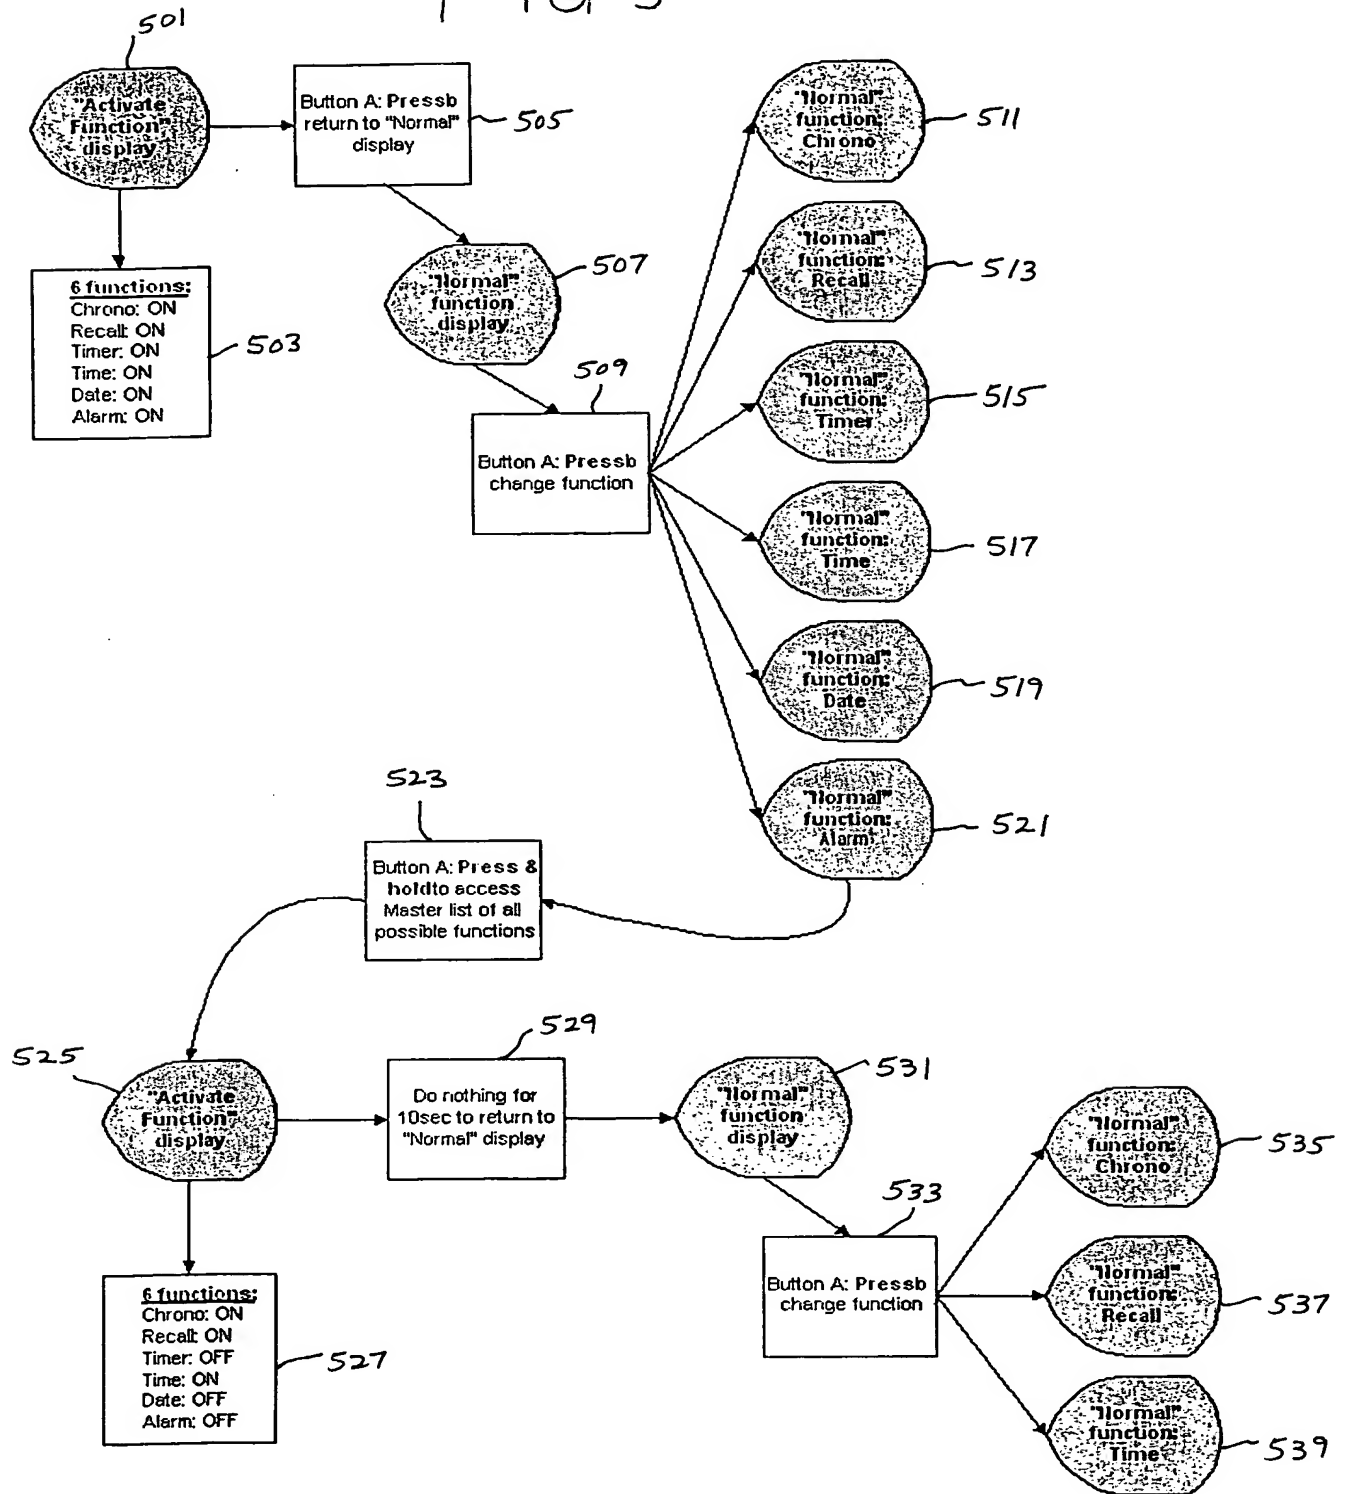 501
"Activate
Function"
display
Button A: Pressb
return to "Normal"
display
505
"Normal"
function:
Chrono
511
6 functions:
Chrono: ON
Recall: ON
Timer: ON
Time: ON
Date: ON
Alarm: ON
503
"Normal"
function
display
507
"Normal"
function:
Recall
513
509
Button A: Pressb
change function
"Normal"
function:
Timer
515
"Normal"
function:
Time
517
"Normal"
function:
Date
519
"Normal"
function:
Alarm
521
523
Button A: Press &
holdto access
Master list of all
possible functions
525
"Activate
Function"
display
529
Do nothing for
10sec to return to
"Normal" display
"Normal"
function
display
531
6 functions:
Chrono: ON
Recall: ON
Timer: OFF
Time: ON
Date: OFF
Alarm: OFF
527
533
Button A: Pressb
change function
"Normal"
function:
Chrono
535
"Normal"
function:
Recall
537
"Normal"
function:
Time
539